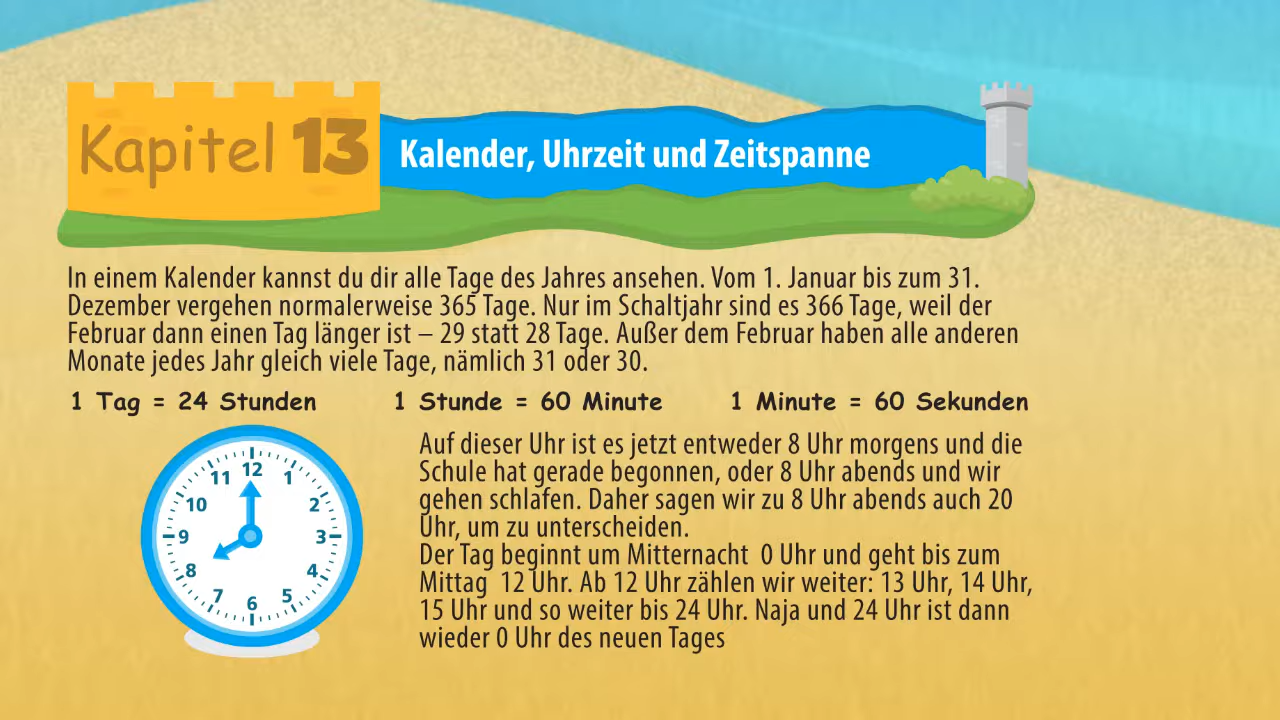 Kapitel 13
Kalender, Uhrzeit und Zeitspanne
In einem Kalender kannst du dir alle Tage des Jahres ansehen. Vom 1. Januar bis zum 31.
Dezember vergehen normalerweise 365 Tage. Nur im Schaltjahr sind es 366 Tage, weil der
Februar dann einen Tag länger ist – 29 statt 28 Tage. Außer dem Februar haben alle anderen
Monate jedes Jahr gleich viele Tage, nämlich 31 oder 30.
1 Tag = 24 Stunden
1 Stunde = 60 Minute
1 Minute = 60 Sekunden
12
1
2
3
4
5
6
7
8
9
10
11
Auf dieser Uhr ist es jetzt entweder 8 Uhr morgens und die
Schule hat gerade begonnen, oder 8 Uhr abends und wir
gehen schlafen. Daher sagen wir zu 8 Uhr abends auch 20
Uhr, um zu unterscheiden.
Der Tag beginnt um Mitternacht 0 Uhr und geht bis zum
Mittag 12 Uhr. Ab 12 Uhr zählen wir weiter: 13 Uhr, 14 Uhr,
15 Uhr und so weiter bis 24 Uhr. Naja und 24 Uhr ist dann
wieder 0 Uhr des neuen Tages